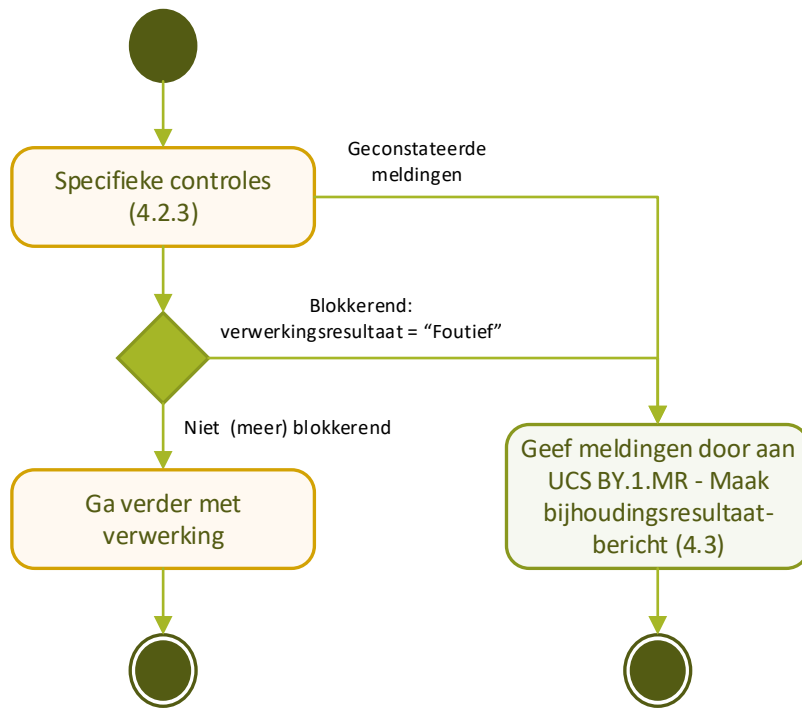 Geconstateerde
meldingen
Specifieke controles
(4.2.3)
Blokkerend:
verwerkingsresultaat = “Foutief”
Niet (meer) blokkerend
Ga verder met
verwerking
Geef meldingen door aan
UCS BY.1.MR - Maak
bijhoudingsresultaat-
bericht (4.3)